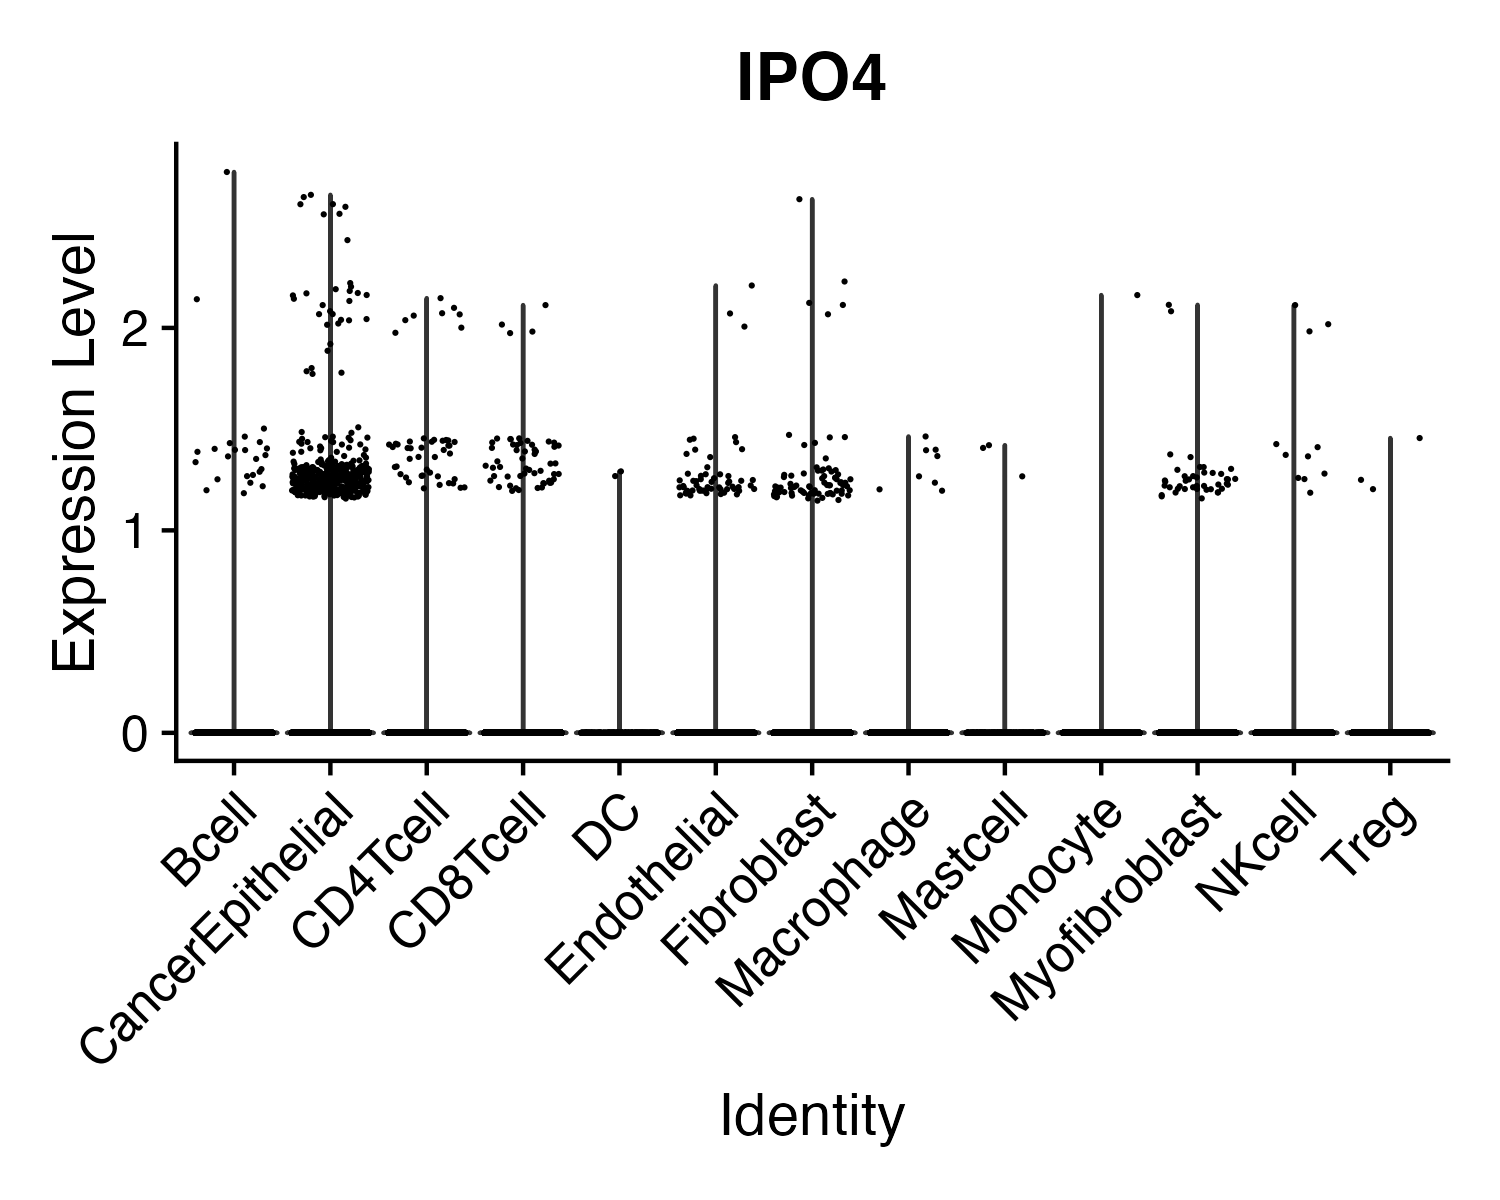 IPO4
Expression Level
2
1
0
Bcell
CancerEpithelial
CD4Tcell
CD8Tcell
DC
Endothelial
Fibroblast
Macrophage
Mastcell
Monocyte
Myofibroblast
NKcell
Treg
Identity